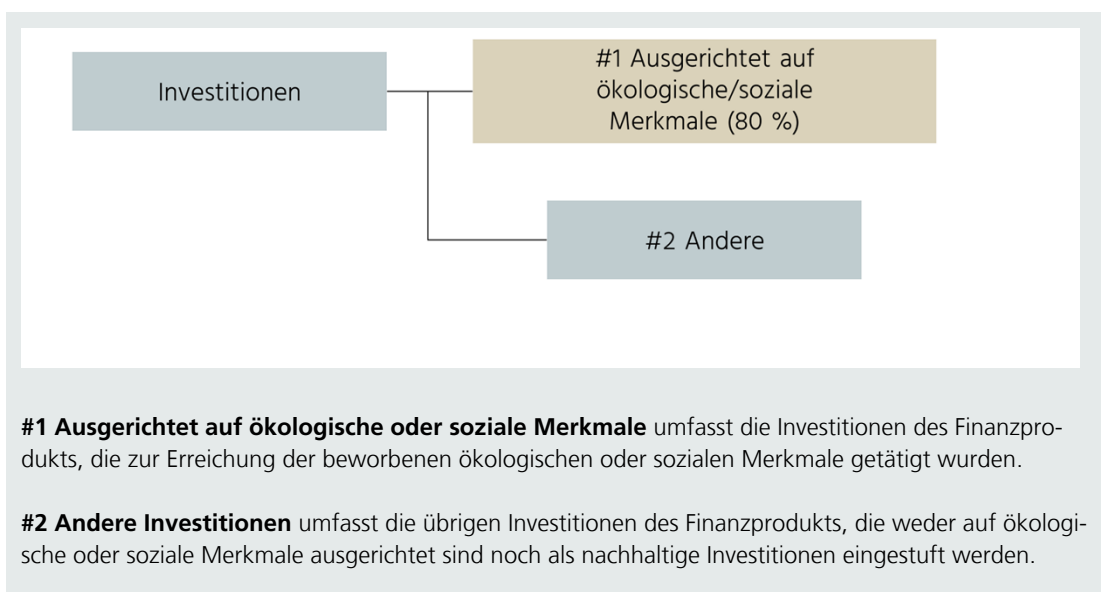 Investitionen
#1 Ausgerichtet auf
ökologische/soziale
Merkmale (80 %)
#2 Andere
#1 Ausgerichtet auf ökologische oder soziale Merkmale umfasst die Investitionen des Finanzpro-
dukts, die zur Erreichung der beworbenen ökologischen oder sozialen Merkmale getätigt wurden.
#2 Andere Investitionen umfasst die übrigen Investitionen des Finanzprodukts, die weder auf ökologi-
sche oder soziale Merkmale ausgerichtet sind noch als nachhaltige Investitionen eingestuft werden.